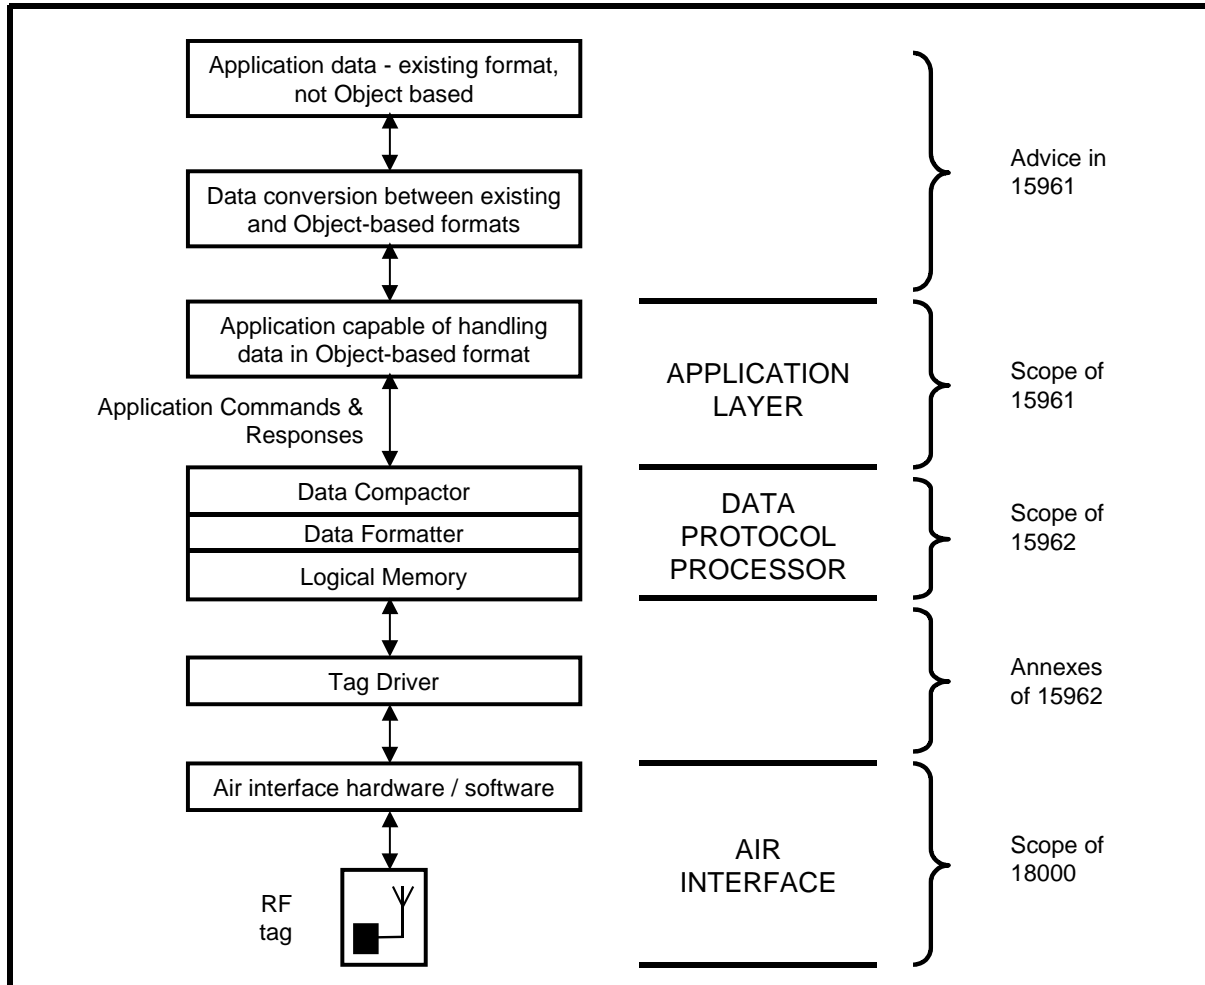 Application data - existing format,
not Object based
Advice in
15961
Data conversion between existing
and Object-based formats
Application capable of handling
data in Object-based format
APPLICATION
LAYER
Scope of
15961
Application Commands &
Responses
Data Compactor
Data Formatter
Logical Memory
DATA
PROTOCOL
PROCESSOR
Scope of
15962
Tag Driver
Annexes
of 15962
Air interface hardware / software
AIR
INTERFACE
Scope of
18000
RF
tag